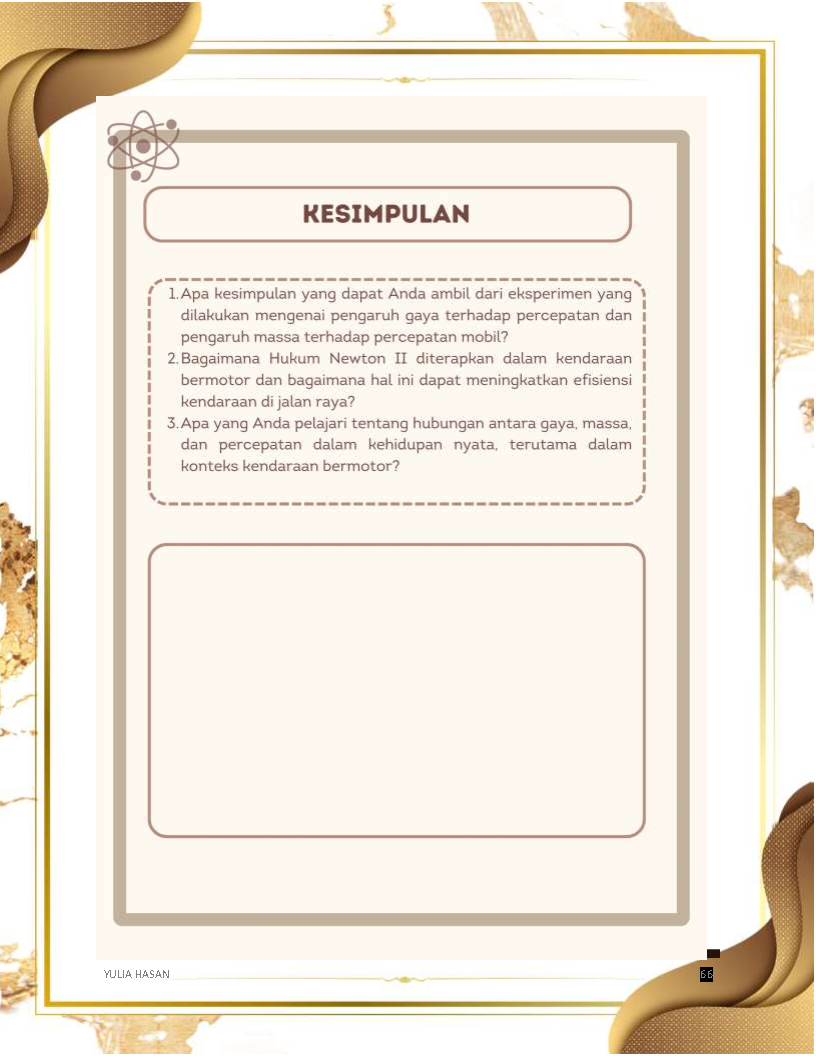 KESIMPULAN
1. Apa kesimpulan yang dapat Anda ambil dari eksperimen yang
dilakukan mengenai pengaruh gaya terhadap percepatan dan
pengaruh massa terhadap percepatan mobil?
2. Bagaimana Hukum Newton II diterapkan dalam kendaraan
bermotor dan bagaimana hal ini dapat meningkatkan efisiensi
kendaraan di jalan raya?
3. Apa yang Anda pelajari tentang hubungan antara gaya, massa,
dan percepatan dalam kehidupan nyata, terutama dalam
konteks kendaraan bermotor?
YULIA HASAN
66